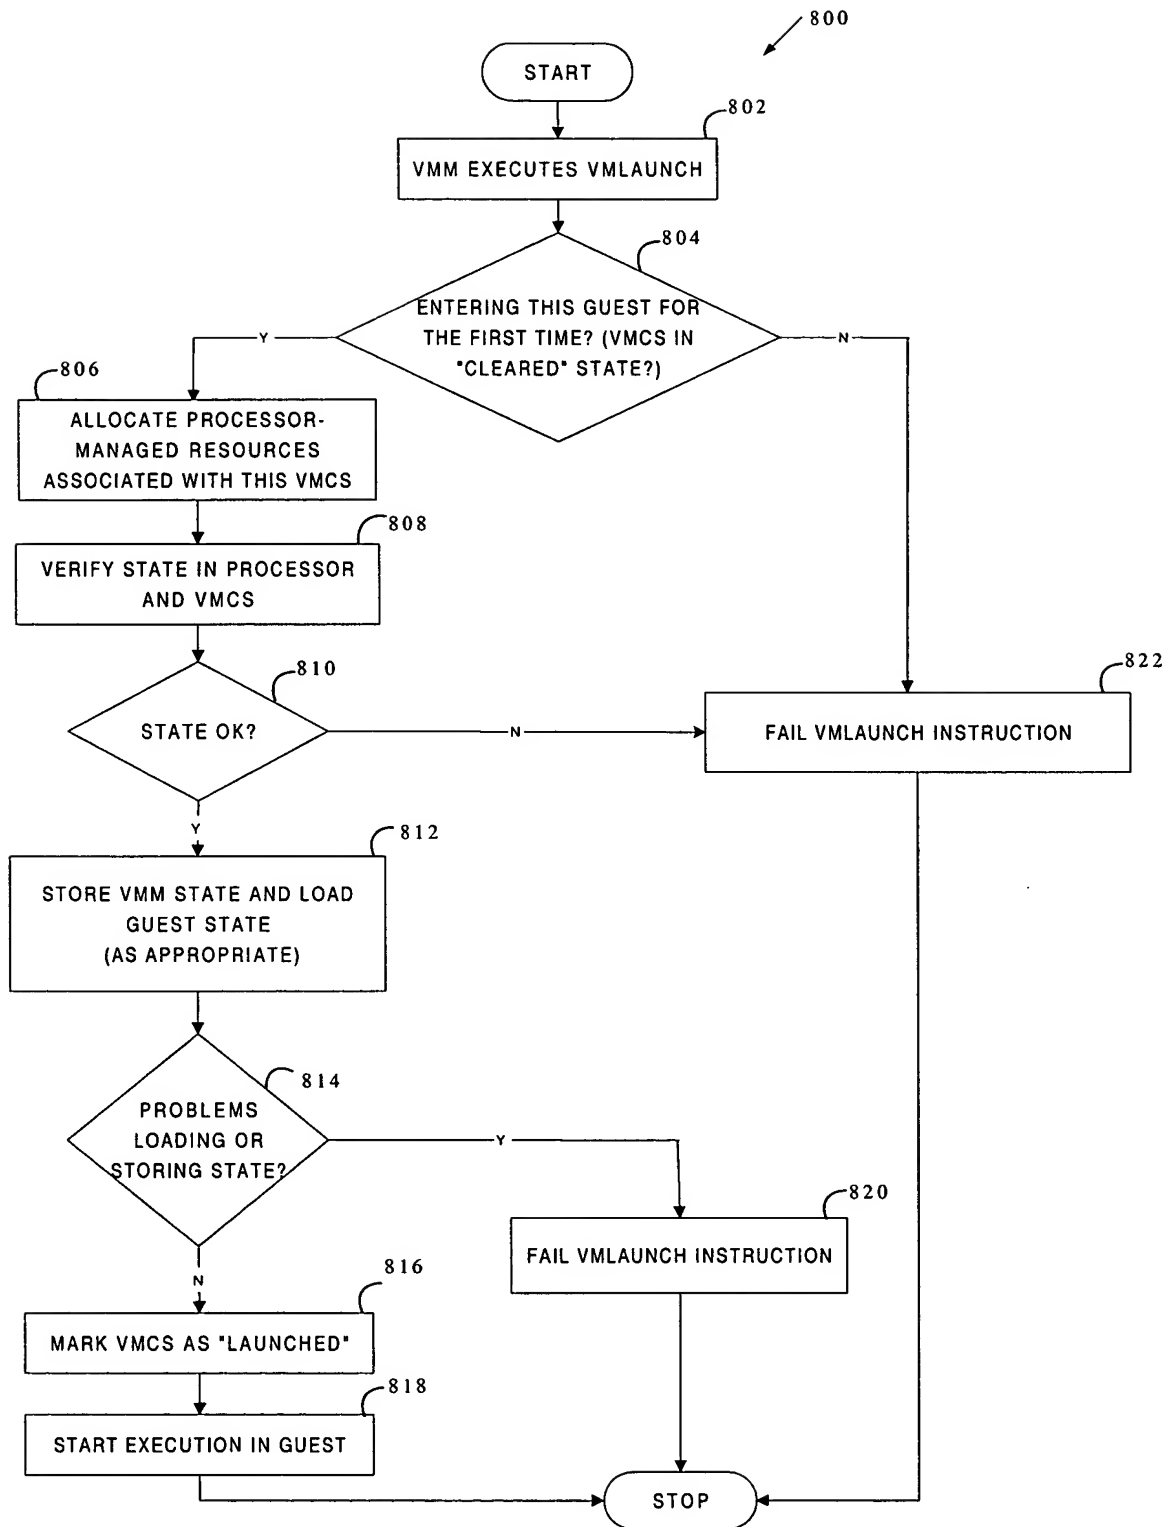 800
START
802
VMM EXECUTES VMLAUNCH
804
ENTERING THIS GUEST FOR
THE FIRST TIME? (VMCS IN
"CLEARED" STATE?)
Y
N
806
ALLOCATE PROCESSOR-
MANAGED RESOURCES
ASSOCIATED WITH THIS VMCS
808
VERIFY STATE IN PROCESSOR
AND VMCS
810
STATE OK?
N
822
FAIL VMLAUNCH INSTRUCTION
Y
812
STORE VMM STATE AND LOAD
GUEST STATE
(AS APPROPRIATE)
814
PROBLEMS
LOADING OR
STORING STATE?
Y
820
FAIL VMLAUNCH INSTRUCTION
N
816
MARK VMCS AS "LAUNCHED"
818
START EXECUTION IN GUEST
STOP